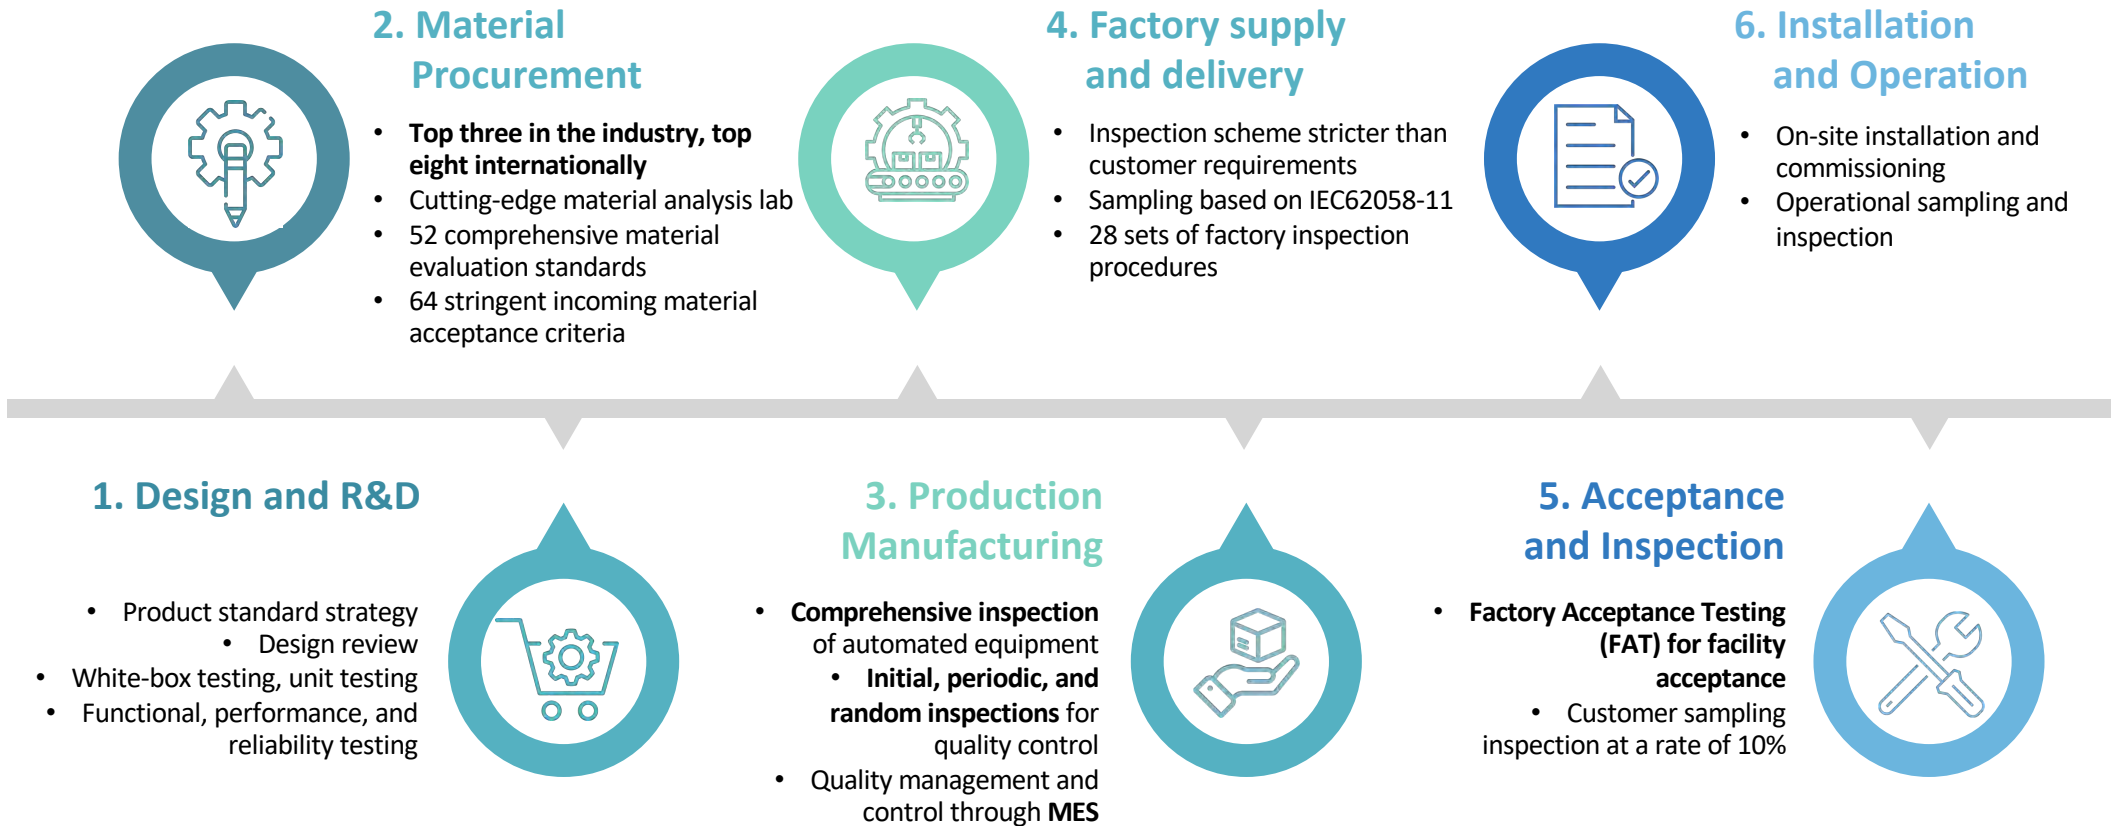 1. Design and R&D
• Product standard strategy
• Design review
• White-box testing, unit testing
• Functional, performance, and
reliability testing
2. Material
Procurement
• Top three in the industry, top
eight internationally
• Cutting-edge material analysis lab
• 52 comprehensive material
evaluation standards
• 64 stringent incoming material
acceptance criteria
3. Production
Manufacturing
• Comprehensive inspection
of automated equipment
• Initial, periodic, and
random inspections for
quality control
• Quality management and
control through MES
4. Factory supply
and delivery
• Inspection scheme stricter than
customer requirements
• Sampling based on IEC62058-11
• 28 sets of factory inspection
procedures
5. Acceptance
and Inspection
• Factory Acceptance Testing
(FAT) for facility
acceptance
• Customer sampling
inspection at a rate of 10%
6. Installation
and Operation
• On-site installation and
commissioning
• Operational sampling and
inspection